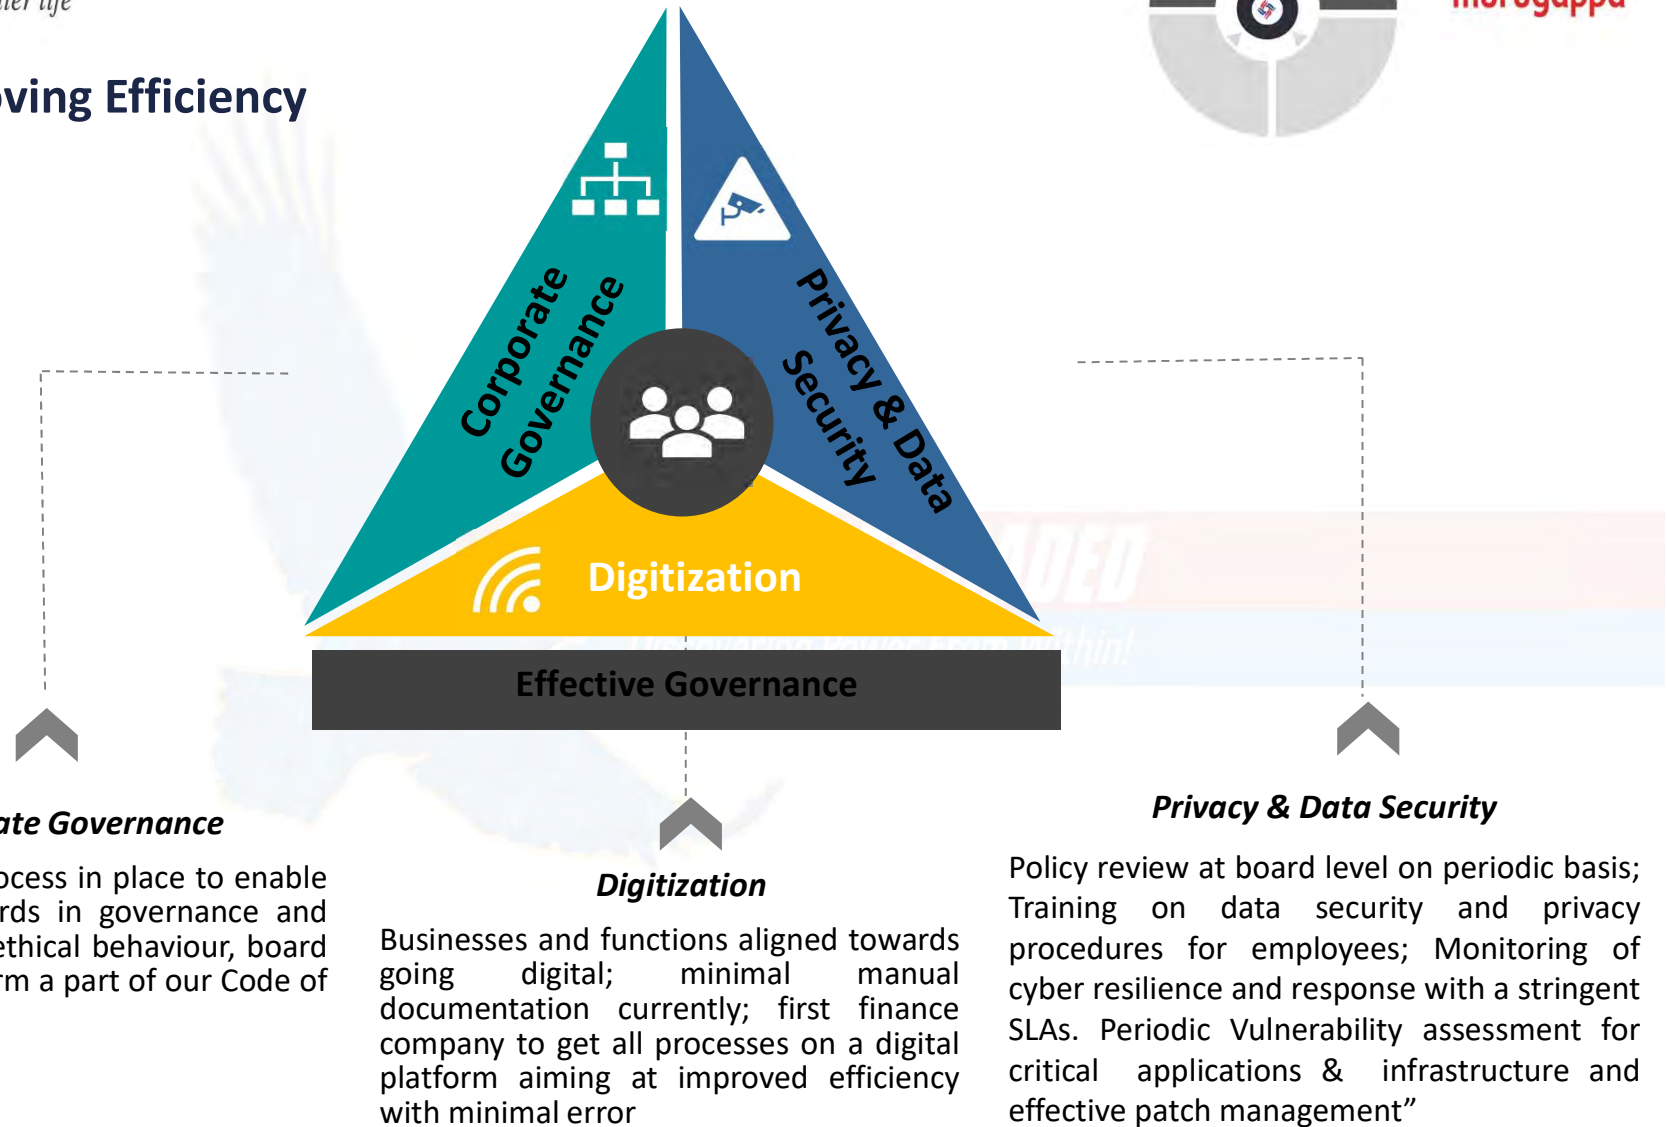 life
murugappa
oving Efficiency
Corporate
Governance
Privacy & Data
Security
Digitization
Effective Governance
ate Governance
ocess in place to enable
rds in governance and
ethical behaviour, board
rm a part of our Code of
Digitization
Businesses and functions aligned towards
going digital; minimal manual
documentation currently; first finance
company to get all processes on a digital
platform aiming at improved efficiency
with minimal error
Privacy & Data Security
Policy review at board level on periodic basis;
Training on data security and privacy
procedures for employees; Monitoring of
cyber resilience and response with a stringent
SLAs. Periodic Vulnerability assessment for
critical applications & infrastructure and
effective patch management”